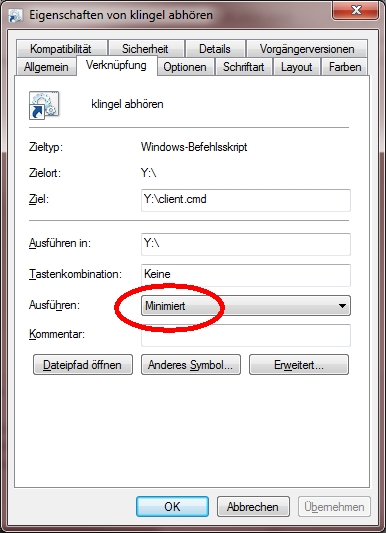 Eigenschaften von klingel abhören
Kompatibilität Sicherheit Details Vorgängerversionen
Allgemein Verknüpfung Optionen Schriftart Layout Farben
klingel abhören
Zieltyp: Windows-Befehlsskript
Zielort: Y:\
Ziel: Y:\client.cmd
Ausführen in: Y:\
Tastenkombination: Keine
Ausführen: Minimiert
Kommentar:
Dateipfad öffnen Anderes Symbol... Erweitert...
OK Abbrechen Übernehmen